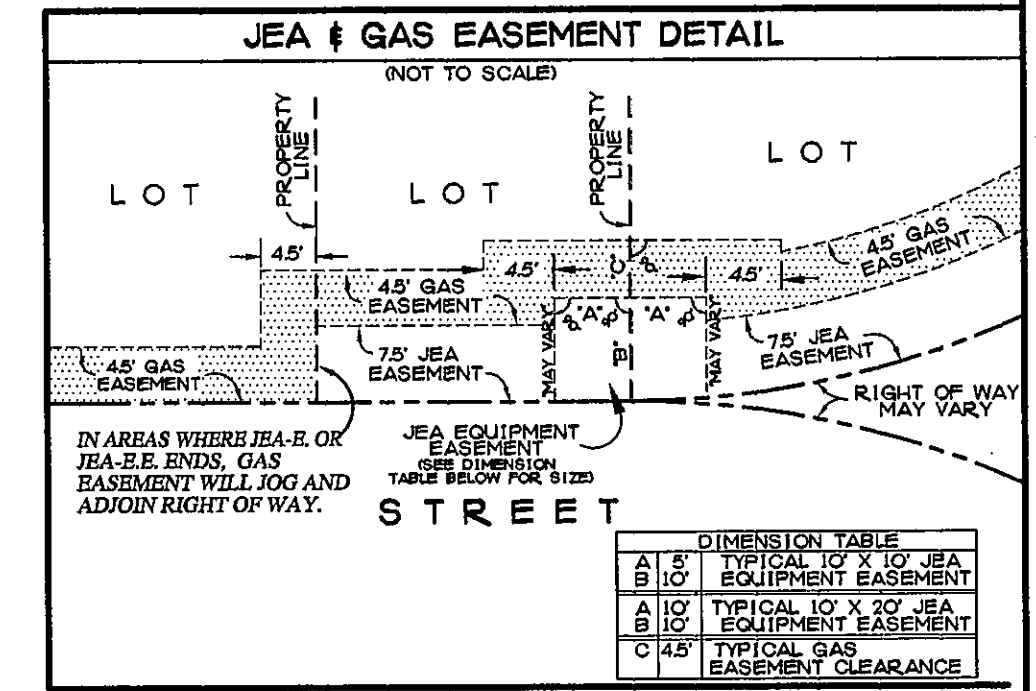 JEA & GAS EASEMENT DETAIL
(NOT TO SCALE)
PROPERTY
LINE
PROPERTY
LINE
LOT
LOT
LOT
4.5'
4.5' GAS
EASEMENT
4.5'
"C"
90°
4.5'
4.5' GAS
EASEMENT
4.5' GAS
EASEMENT
7.5' JEA
EASEMENT
MAY VARY
90°
"A"
90°
"A"
90°
"B"
MAY VARY
7.5' JEA
EASEMENT
RIGHT OF WAY
MAY VARY
IN AREAS WHERE JEA-E. OR
JEA-E.E. ENDS, GAS
EASEMENT WILL JOG AND
ADJOIN RIGHT OF WAY.
JEA EQUIPMENT
EASEMENT
(SEE DIMENSION
TABLE BELOW FOR SIZE)
STREET
DIMENSION TABLE
A 5' TYPICAL 10' X 10' JEA
B 10' EQUIPMENT EASEMENT
A 10' TYPICAL 10' X 20' JEA
B 10' EQUIPMENT EASEMENT
C 4.5' TYPICAL GAS
EASEMENT CLEARANCE